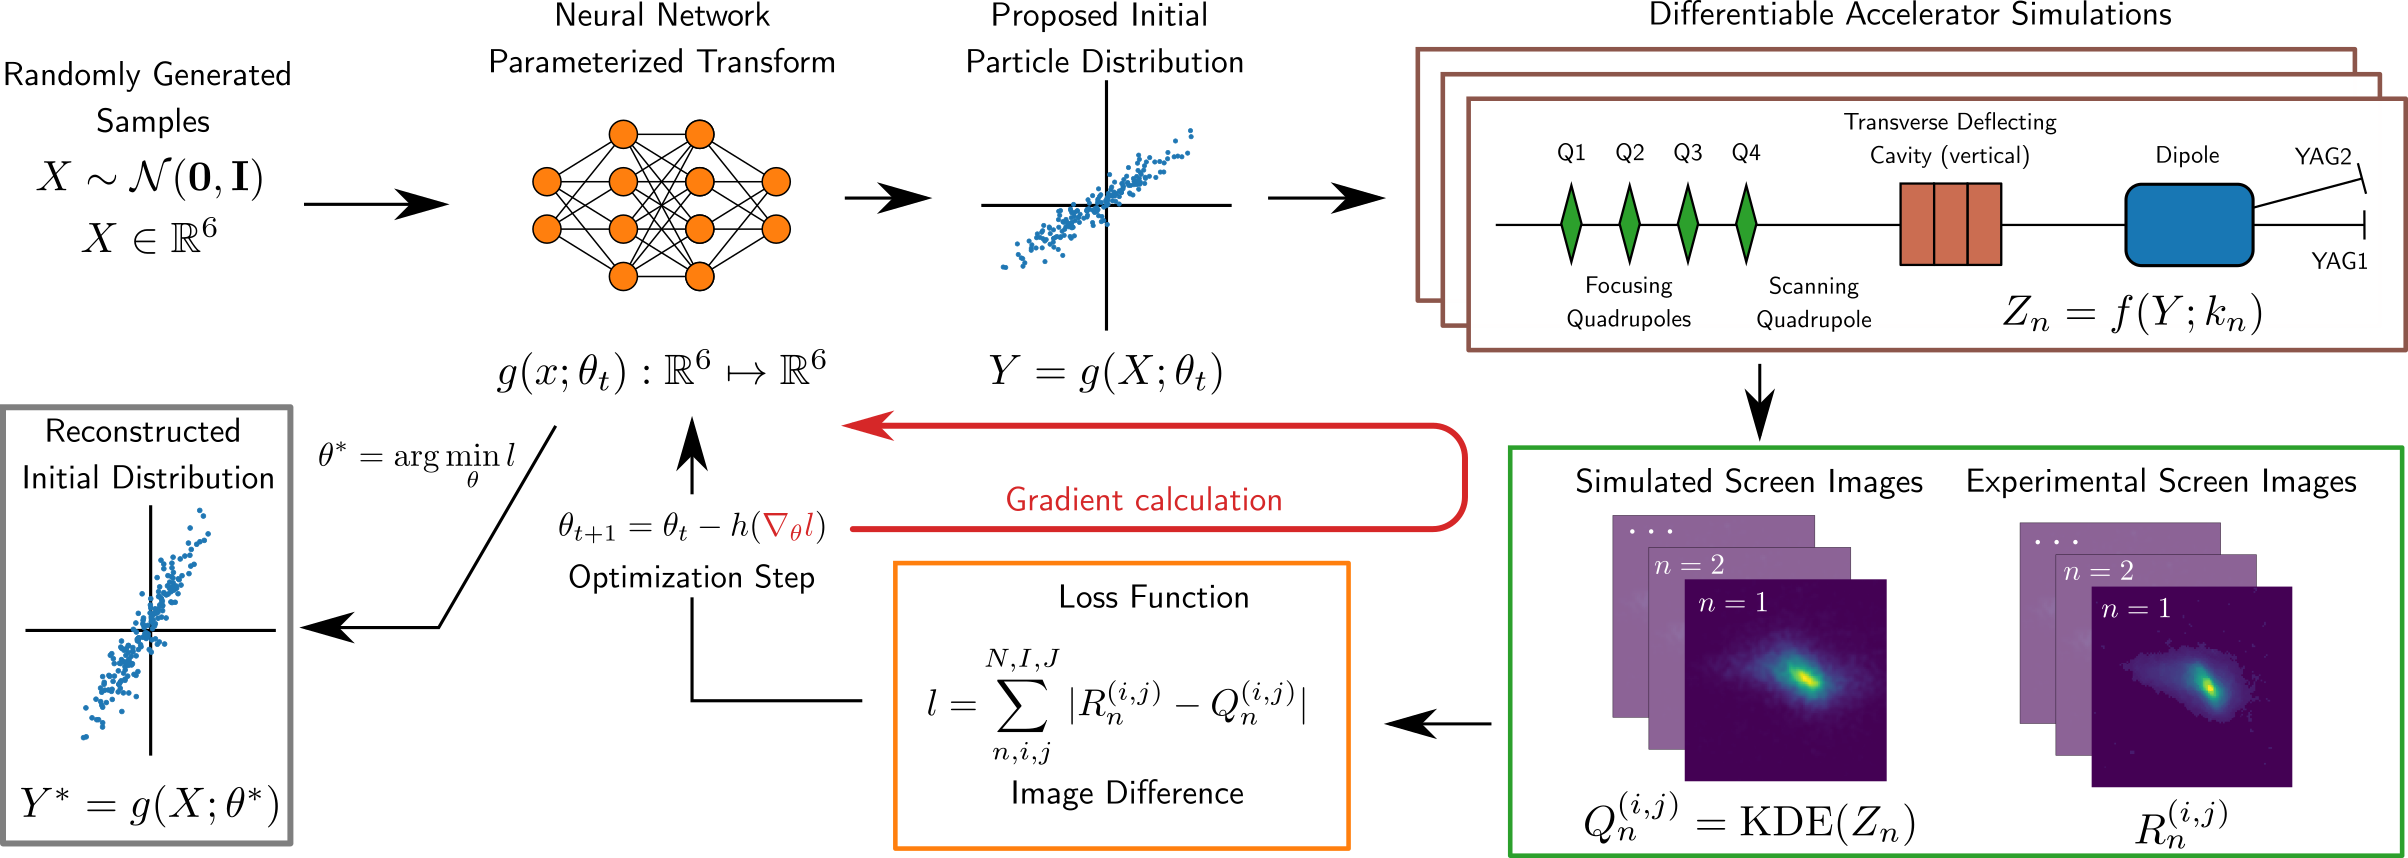 Randomly Generated
Samples
X ∼ 𝒩(𝟎, 𝐈)
X ∈ ℝ⁶
Neural Network
Parameterized Transform
g(x; θ_t) : ℝ⁶ ↦ ℝ⁶
Proposed Initial
Particle Distribution
Y = g(X; θ_t)
Differentiable Accelerator Simulations
Q1 Q2 Q3 Q4
Transverse Deflecting
Cavity (vertical)
Dipole
YAG2
YAG1
Focusing
Quadrupoles
Scanning
Quadrupole
Z_n = f(Y; k_n)
Reconstructed
Initial Distribution
Y* = g(X; θ*)
θ* = arg min_θ l
θ_{t+1} = θ_t − h(∇_θ l)
Optimization Step
Gradient calculation
Loss Function
l = ∑_{n,i,j}^{N,I,J} |R_n^{(i,j)} − Q_n^{(i,j)}|
Image Difference
Simulated Screen Images
. . .
n = 2
n = 1
Q_n^{(i,j)} = KDE(Z_n)
Experimental Screen Images
. . .
n = 2
n = 1
R_n^{(i,j)}